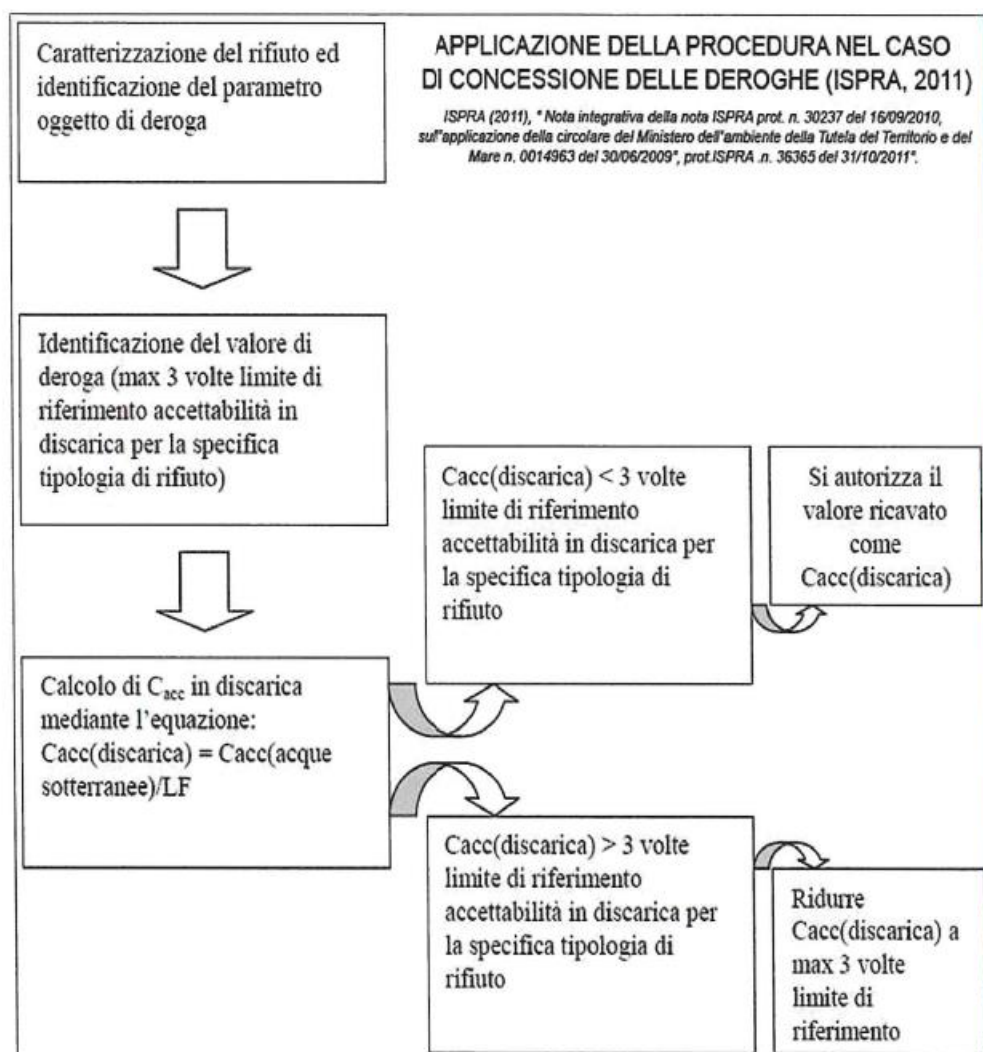 Caratterizzazione del rifiuto ed
identificazione del parametro
oggetto di deroga
APPLICAZIONE DELLA PROCEDURA NEL CASO
DI CONCESSIONE DELLE DEROGHE (ISPRA, 2011)
ISPRA (2011), " Nota integrativa della nota ISPRA prot. n. 30237 del 16/09/2010,
sull'applicazione della circolare del Ministero dell'ambiente della Tutela del Territorio e del
Mare n. 0014963 del 30/06/2009", prot.ISPRA .n. 36365 del 31/10/2011".
Identificazione del valore di
deroga (max 3 volte limite di
riferimento accettabilità in
discarica per la specifica
tipologia di rifiuto)
Cacc(discarica) < 3 volte
limite di riferimento
accettabilità in discarica per
la specifica tipologia di
rifiuto
Si autorizza il
valore ricavato
come
Cacc(discarica)
Calcolo di Cacc in discarica
mediante l'equazione:
Cacc(discarica) = Cacc(acque
sotterranee)/LF
Cacc(discarica) > 3 volte
limite di riferimento
accettabilità in discarica per
la specifica tipologia di
rifiuto
Ridurre
Cacc(discarica) a
max 3 volte
limite di
riferimento